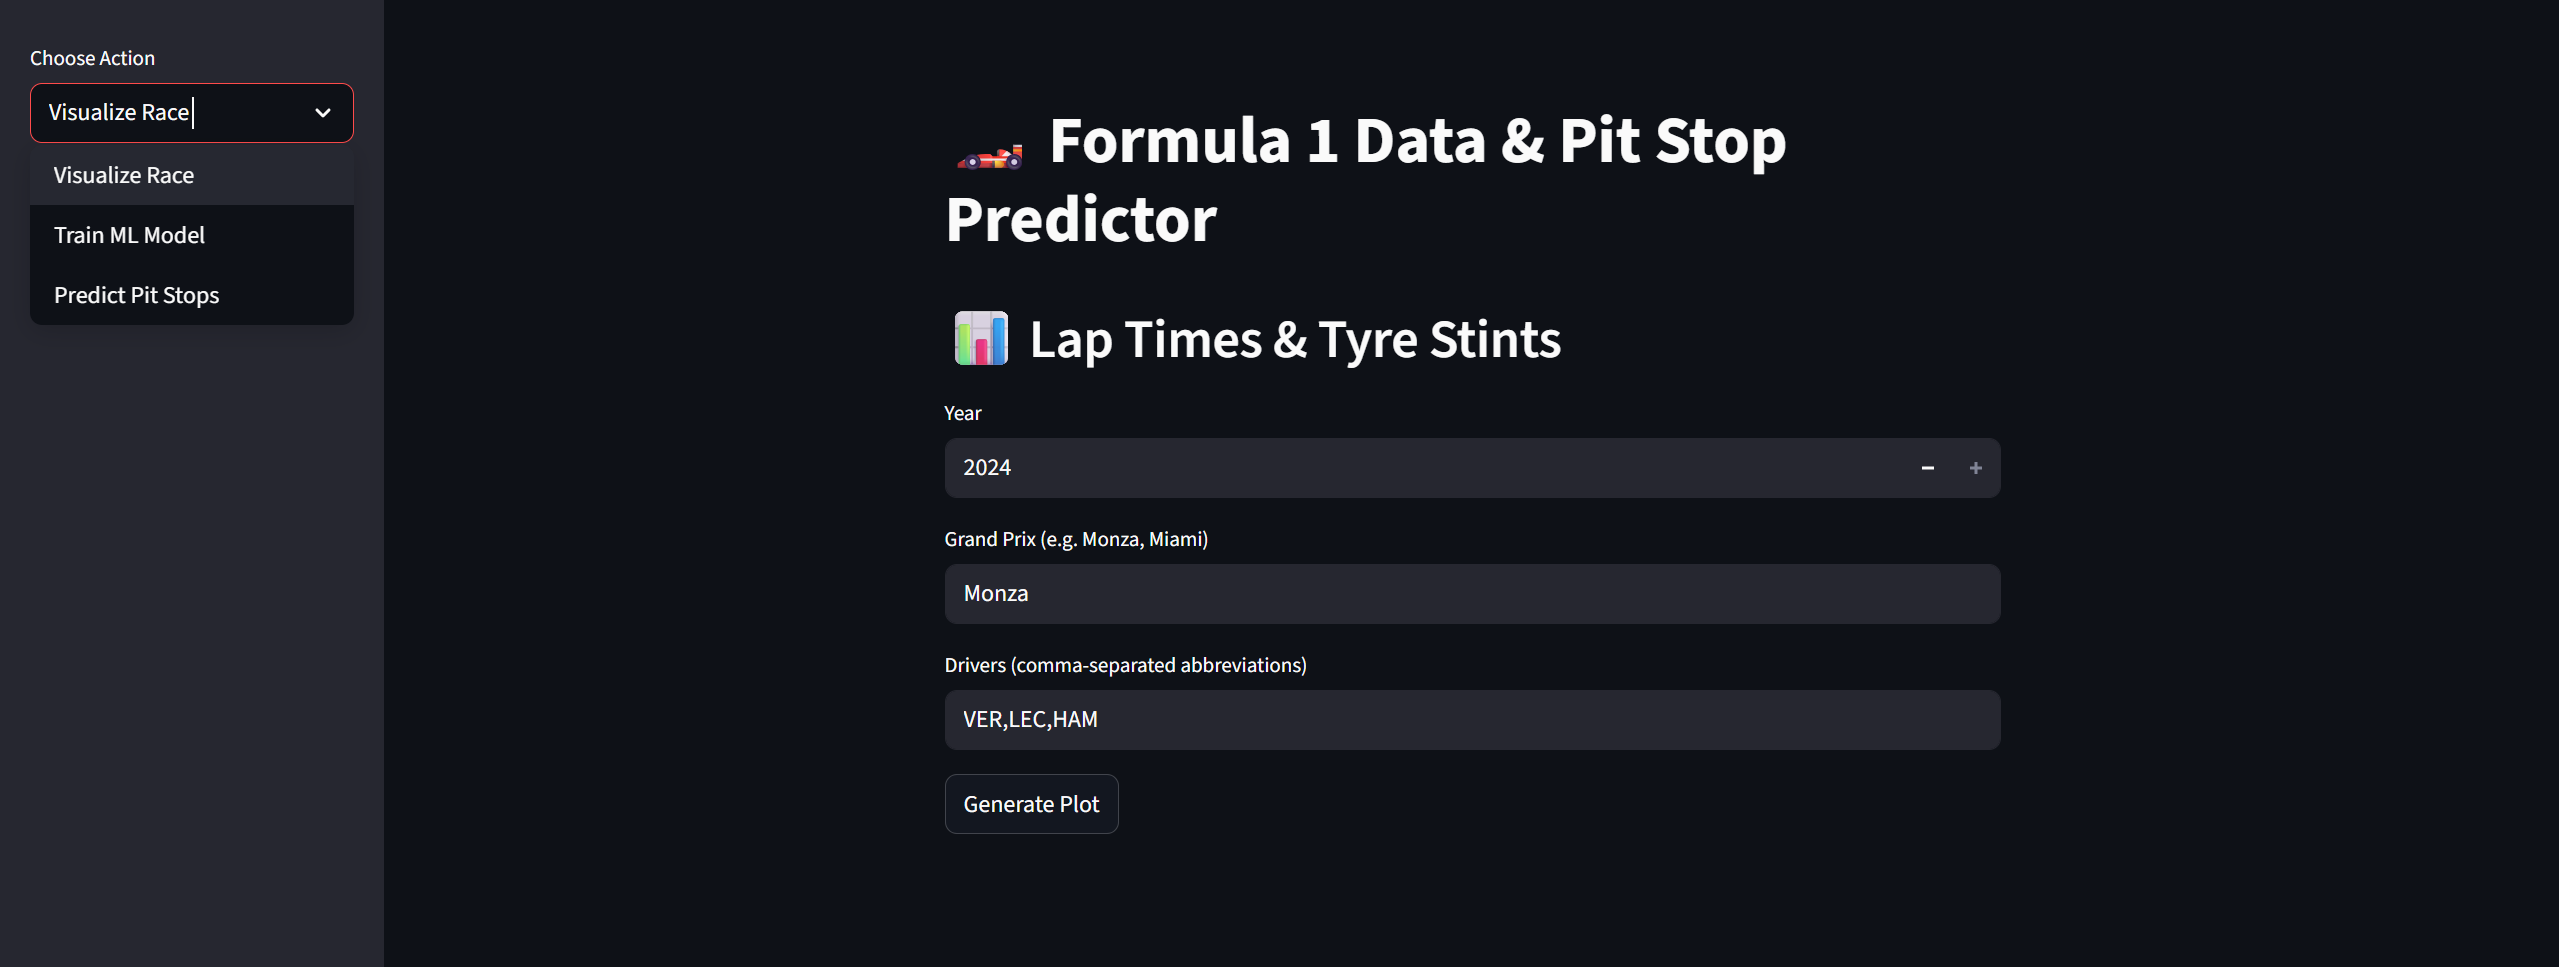 Choose Action
Visualize Race
Visualize Race
Train ML Model
Predict Pit Stops
Formula 1 Data & Pit Stop
Predictor
Lap Times & Tyre Stints
Year
2024
Grand Prix (e.g. Monza, Miami)
Monza
Drivers (comma-separated abbreviations)
VER,LEC,HAM
Generate Plot